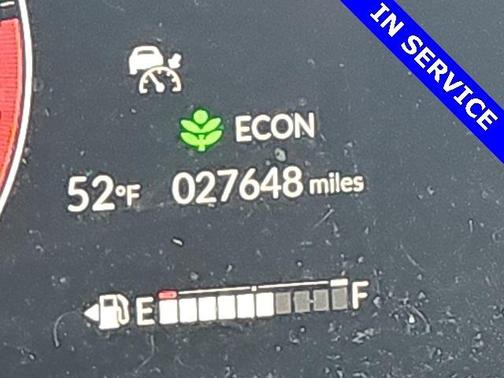 IN SERVICE
ECON
52°F 027648 miles
E F